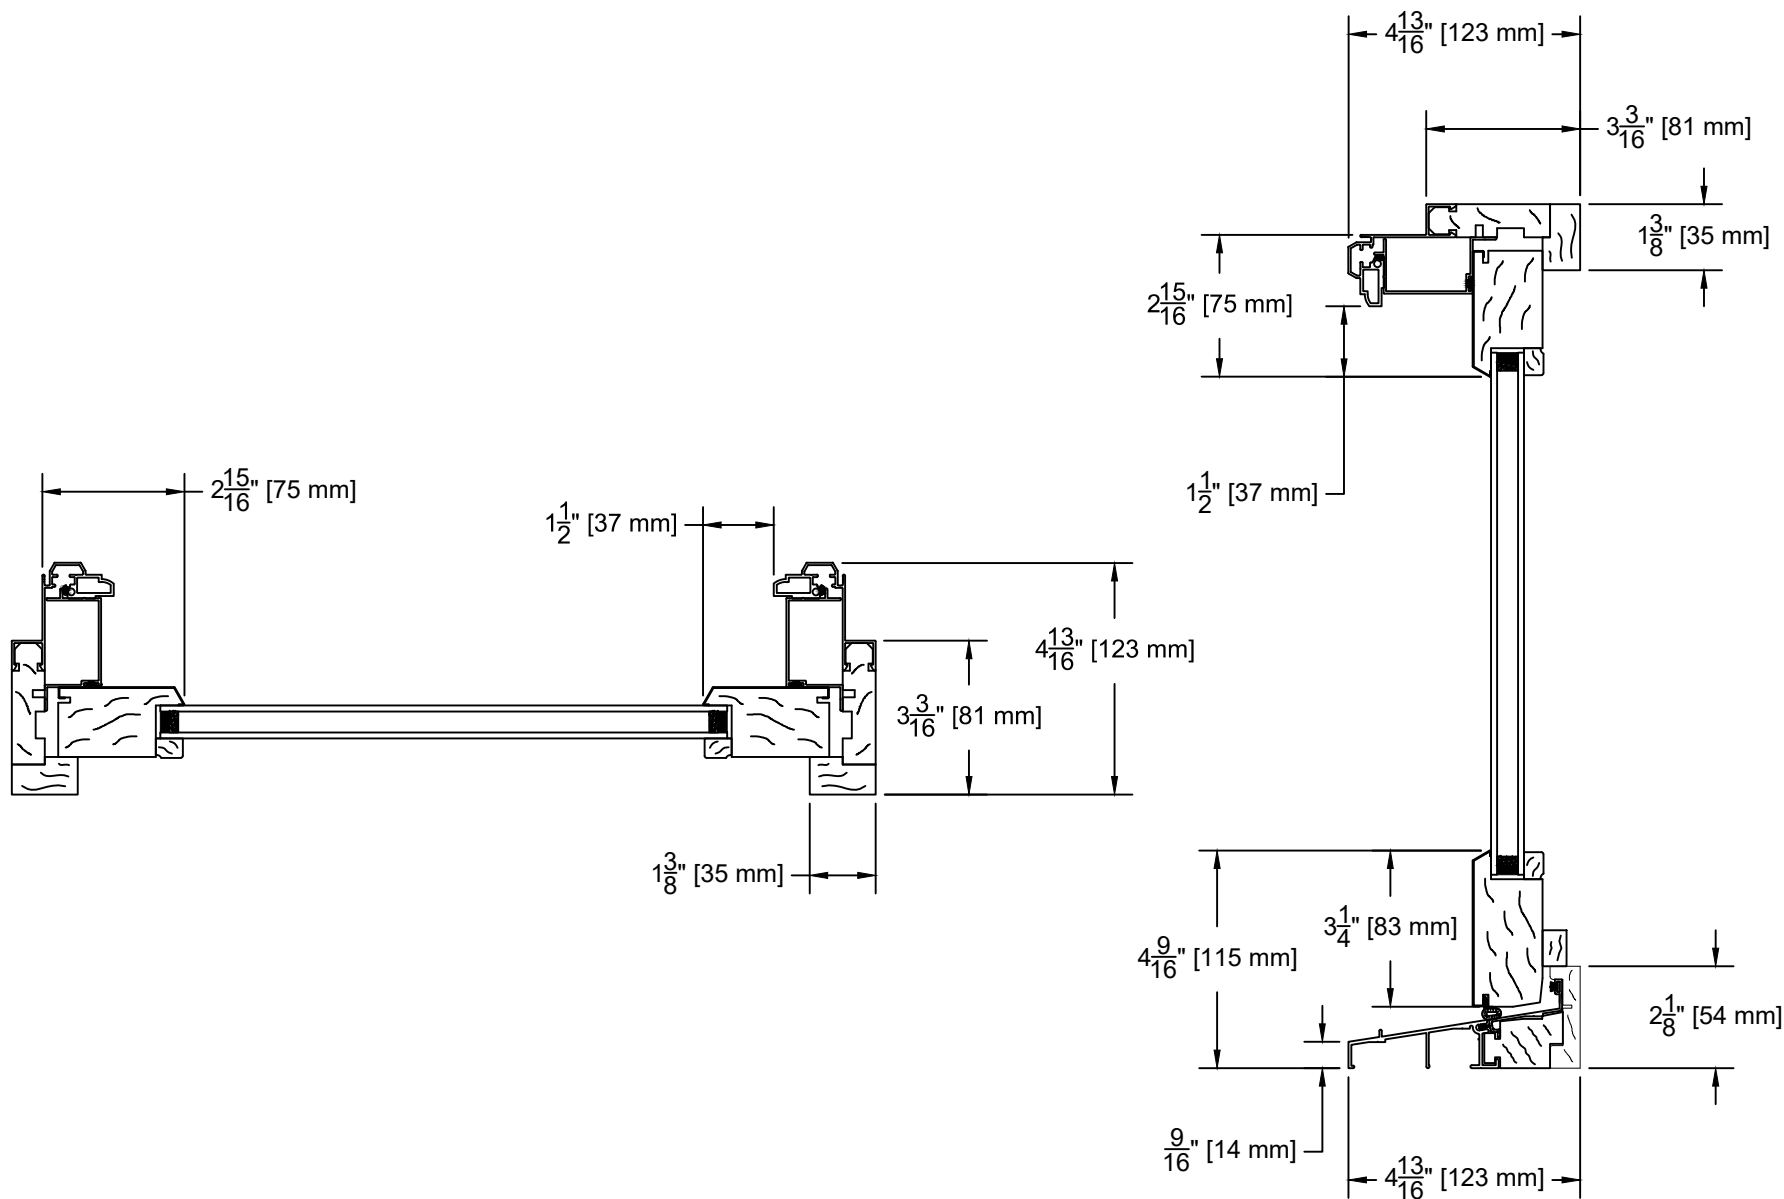 4 13/16" [123 mm]
3 3/16" [81 mm]
1 3/8" [35 mm]
2 15/16" [75 mm]
1 1/2" [37 mm]
2 15/16" [75 mm]
1 1/2" [37 mm]
4 13/16" [123 mm]
3 3/16" [81 mm]
1 3/8" [35 mm]
3 1/4" [83 mm]
4 9/16" [115 mm]
2 1/8" [54 mm]
9/16" [14 mm]
4 13/16" [123 mm]